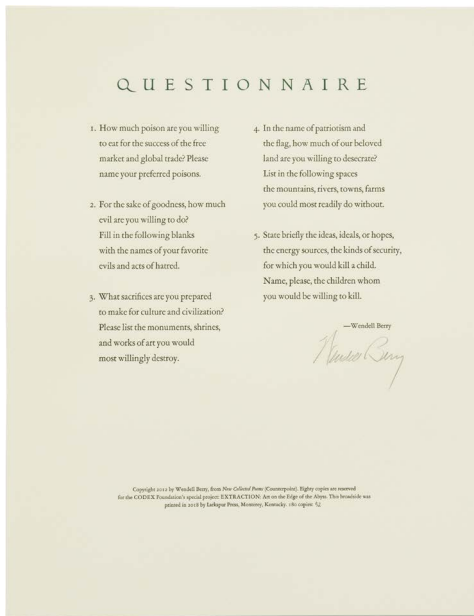 QUESTIONNAIRE
1. How much poison are you willing
to eat for the success of the free
market and global trade? Please
name your preferred poisons.
2. For the sake of goodness, how much
evil are you willing to do?
Fill in the following blanks
with the names of your favorite
evils and acts of hatred.
3. What sacrifices are you prepared
to make for culture and civilization?
Please list the monuments, shrines,
and works of art you would
most willingly destroy.
4. In the name of patriotism and
the flag, how much of our beloved
land are you willing to desecrate?
List in the following spaces
the mountains, rivers, towns, farms
you could most readily do without.
5. State briefly the ideas, ideals, or hopes,
the energy sources, the kinds of security,
for which you would kill a child.
Name, please, the children whom
you would be willing to kill.
—Wendell Berry
Wendell Berry
Copyright 2012 by Wendell Berry, from New Collected Poems (Counterpoint). Eighty copies are reserved
for the CODEX Foundation's special project: EXTRACTION: Art on the Edge of the Abyss. This broadside was
printed in 2018 by Larkspur Press, Monterey, Kentucky. 180 copies: